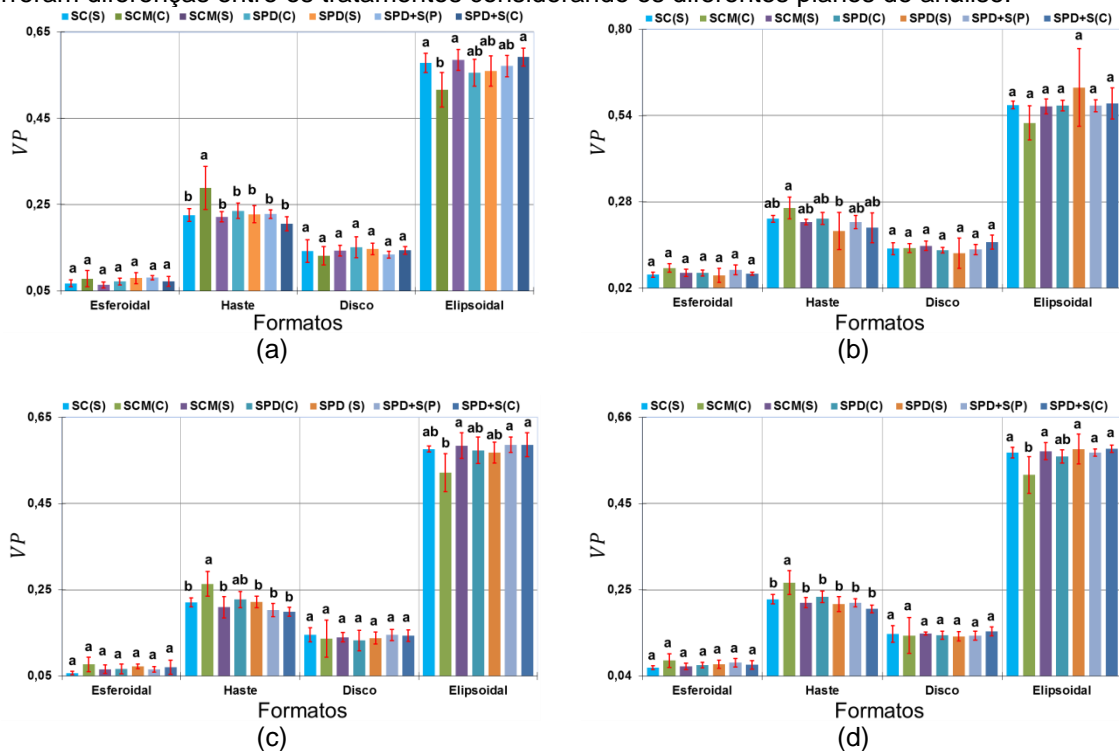 diferença entre os tratamentos considerando os diferentes planos de análise.
SC(S) SCM(C) SCM(S) SPD(C) SPD(S) SPD+S(P) SPD+S(C)
0,65
0,45
0,25
0,05
VP
a b a ab ab ab a
b a b b b b b
a a a a a a a
a a a a a a a
Esferoidal Haste Disco Elipsoidal
Formatos
(a)
SC(S) SCM(C) SCM(S) SPD(C) SPD(S) SPD+S(P) SPD+S(C)
0,80
0,54
0,28
0,02
VP
a a a a a a a
ab a ab ab b ab ab
a a a a a a a
a a a a a a a
Esferoidal Haste Disco Elipsoidal
Formatos
(b)
SC(S) SCM(C) SCM(S) SPD(C) SPD (S) SPD+S(P) SPD+S(C)
0,65
0,45
0,25
0,05
VP
ab b a ab ab a a
b a b ab b b b
a a a a a a a
a a a a a a a
Esferoidal Haste Disco Elipsoidal
Formatos
(c)
SC(S) SCM(C) SCM(S) SPD(C) SPD(S) SPD+S(P) SPD+S(C)
0,66
0,45
0,25
0,04
VP
a b a ab a a a
b a b b b b b
a a a a a a a
a a a a a a a
Esferoidal Haste Disco Elipsoidal
Formatos
(d)